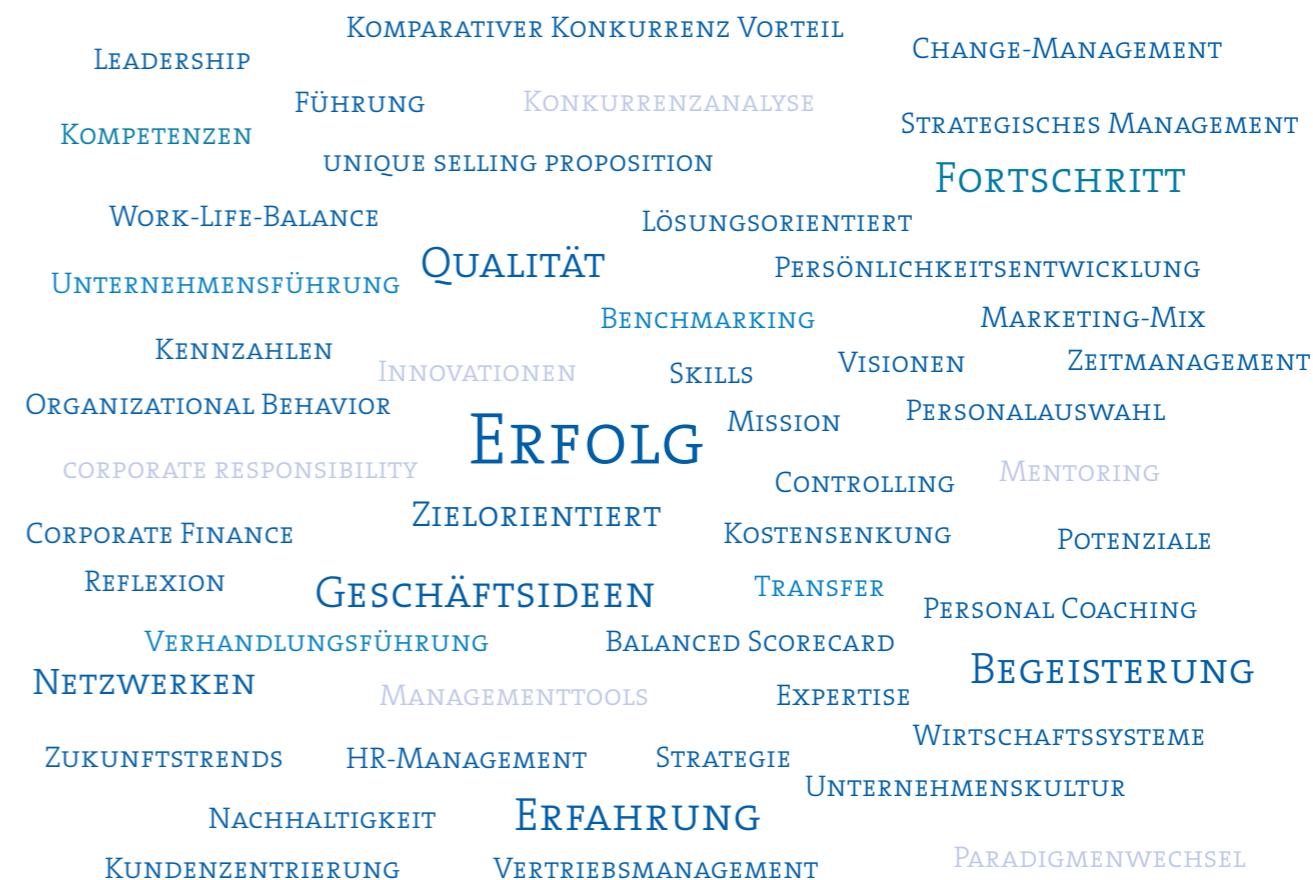 Komparativer Konkurrenz Vorteil
Leadership
Change-Management
Führung
Konkurrenzanalyse
Strategisches Management
Kompetenzen
unique selling proposition
Fortschritt
Work-Life-Balance
Lösungsorientiert
Qualität
Persönlichkeitsentwicklung
Unternehmensführung
Benchmarking
Marketing-Mix
Kennzahlen
Innovationen
Skills
Visionen
Zeitmanagement
Organizational Behavior
Erfolg
Mission
Personalauswahl
corporate responsibility
Controlling
Mentoring
Zielorientiert
Corporate Finance
Kostensenkung
Potenziale
Reflexion
Geschäftsideen
Transfer
Personal Coaching
Verhandlungsführung
Balanced Scorecard
Begeisterung
Netzwerken
Managementtools
Expertise
Wirtschaftssysteme
Zukunftstrends
HR-Management
Strategie
Unternehmenskultur
Nachhaltigkeit
Erfahrung
Paradigmenwechsel
Kundenzentrierung
Vertriebsmanagement